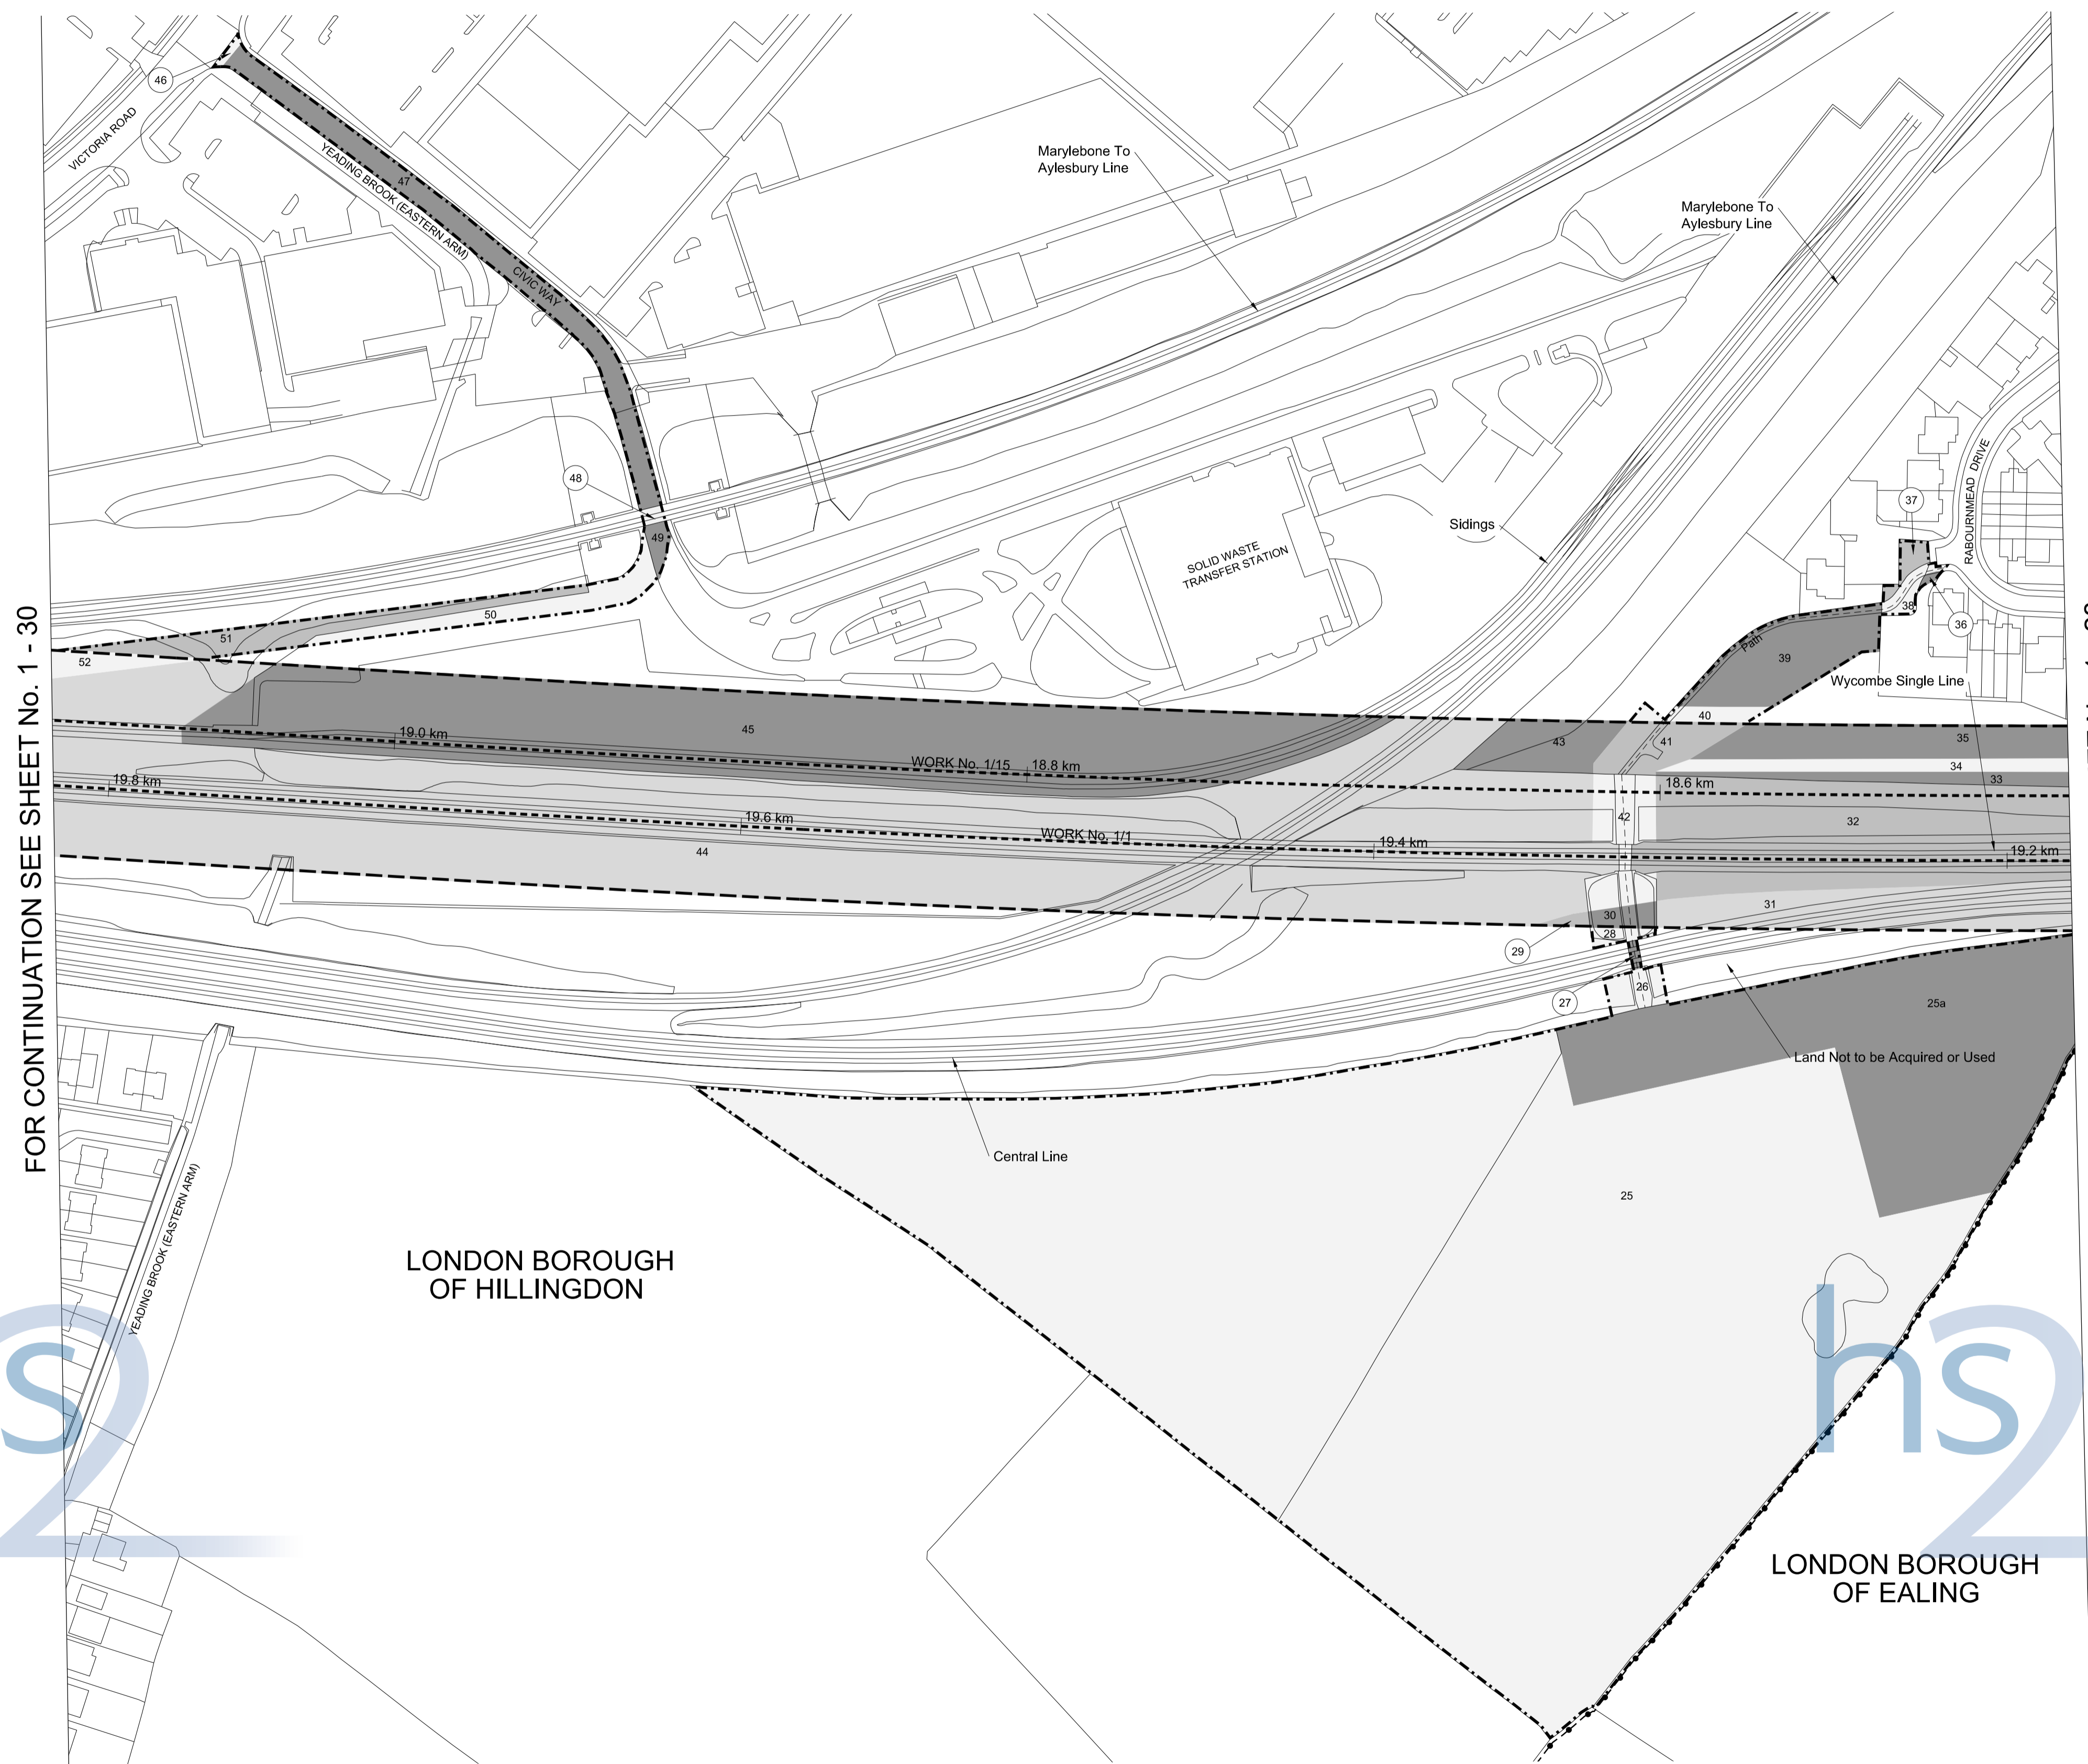 46
VICTORIA ROAD
YEADING BROOK (EASTERN ARM)
47
CIVIC WAY
Marylebone To
Aylesbury Line
Marylebone To
Aylesbury Line
48
49
Sidings
SOLID WASTE
TRANSFER STATION
37
RABOURNMEAD DRIVE
38
36
50
51
52
Path
39
Wycombe Single Line
40
FOR CONTINUATION SEE SHEET No. 1 - 30
45
43
41
35
34
33
19.0 km
WORK No. 1/15
18.8 km
18.6 km
19.8 km
19.6 km
WORK No. 1/1
42
32
19.4 km
19.2 km
44
31
30
28
29
27
26
25a
Land Not to be Acquired or Used
Central Line
25
YEADING BROOK (EASTERN ARM)
LONDON BOROUGH
OF HILLINGDON
s2
hs2
LONDON BOROUGH
OF EALING